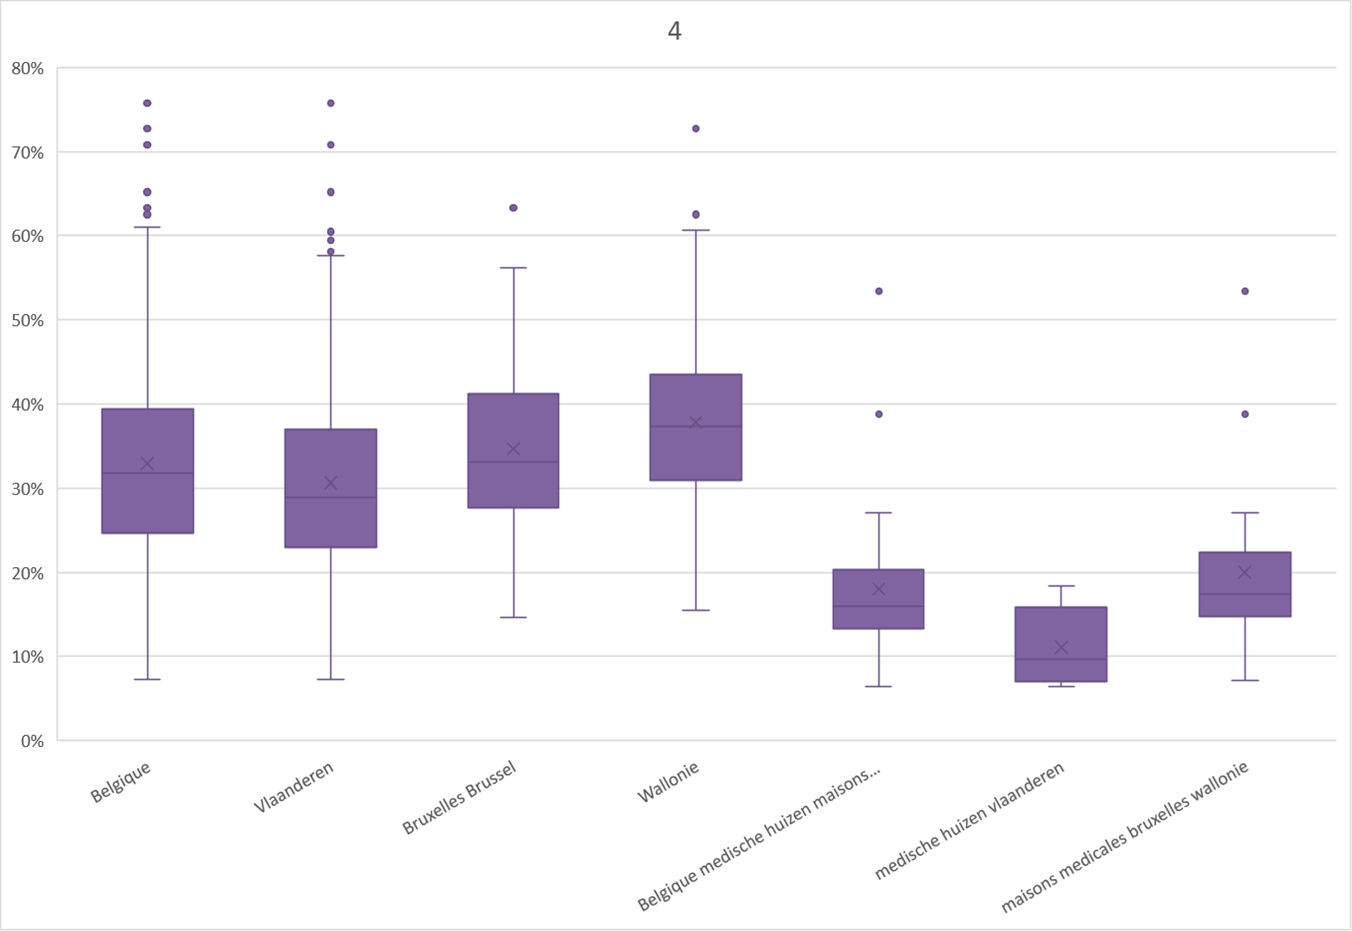 4
80%
70%
60%
50%
40%
30%
20%
10%
0%
Belgique
Vlaanderen
Bruxelles Brussel
Wallonie
Belgique medische huizen maisons...
medische huizen vlaanderen
maisons medicales bruxelles wallonie